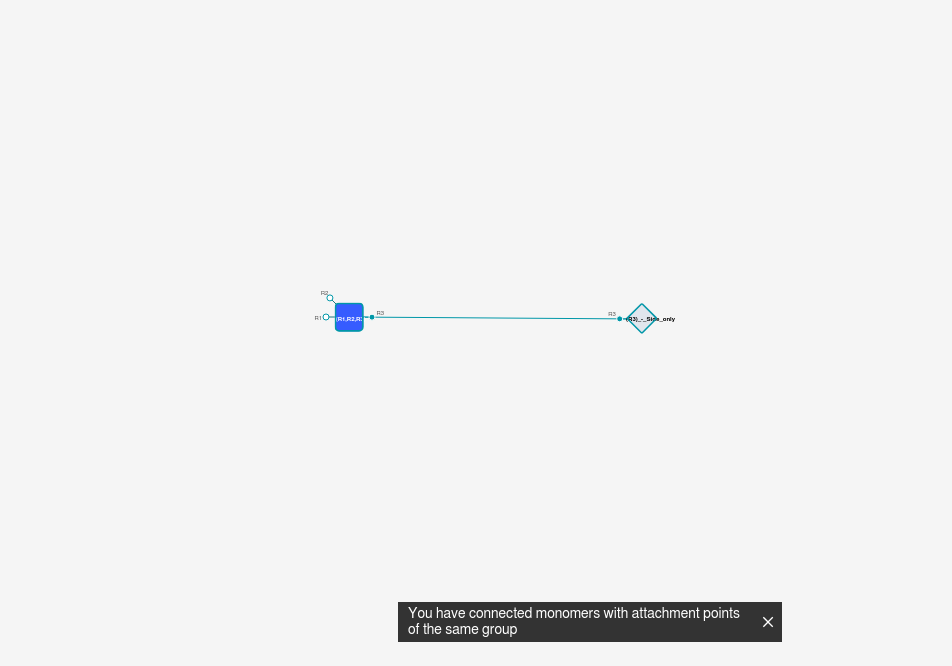 R2
R1
(R1,R2,R3
R3
R3
(R3)_-_Side_only
You have connected monomers with attachment points
of the same group